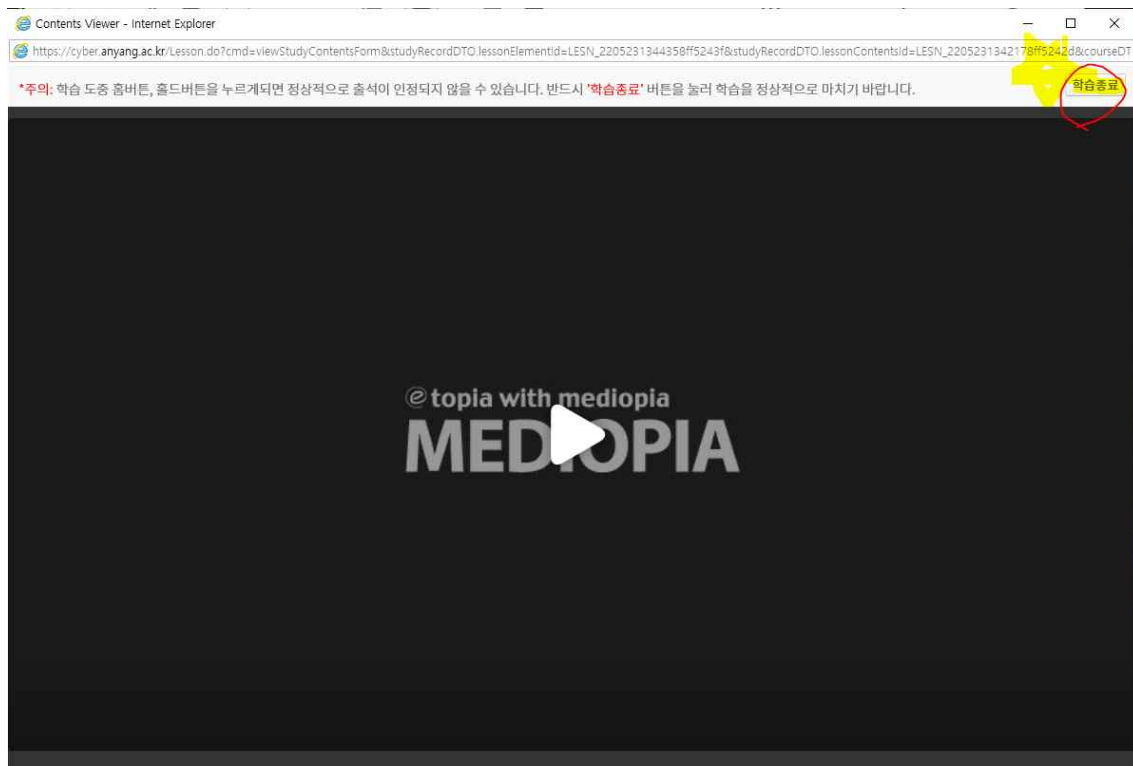 Contents Viewer - Internet Explorer
https://cyber.anyang.ac.kr/Lesson.do?cmd=viewStudyContentsForm&studyRecordDTO.lessonElementId=LESN_2205231344358ff5243f&studyRecordDTO.lessonContentsId=LESN_2205231342178ff5242d&courseDT
*주의: 학습 도중 홈버튼, 홀드버튼을 누르게되면 정상적으로 출석이 인정되지 않을 수 있습니다. 반드시 '학습종료' 버튼을 눌러 학습을 정상적으로 마치기 바랍니다.
학습종료
e topia with mediopia
MEDIOPIA